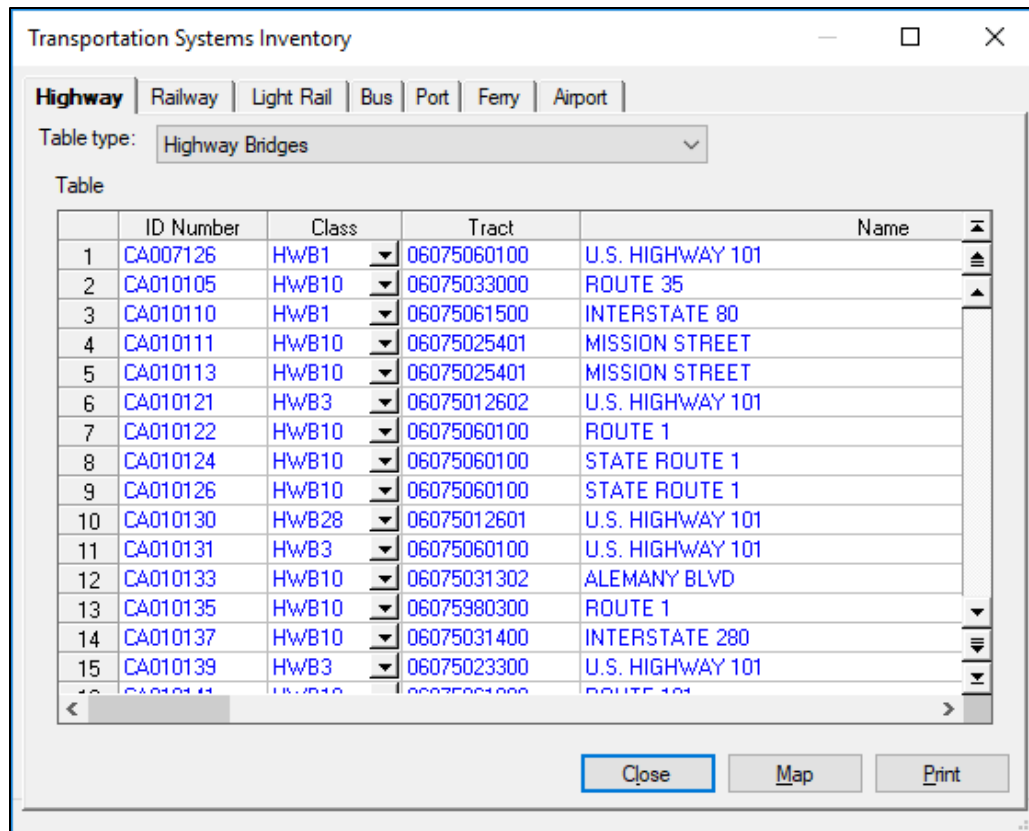 Transportation Systems Inventory
Highway Railway Light Rail Bus Port Ferry Airport
Table type: Highway Bridges
Table
ID Number Class Tract Name
1 CA007126 HWB1 06075060100 U.S. HIGHWAY 101
2 CA010105 HWB10 06075033000 ROUTE 35
3 CA010110 HWB1 06075061500 INTERSTATE 80
4 CA010111 HWB10 06075025401 MISSION STREET
5 CA010113 HWB10 06075025401 MISSION STREET
6 CA010121 HWB3 06075012602 U.S. HIGHWAY 101
7 CA010122 HWB10 06075060100 ROUTE 1
8 CA010124 HWB10 06075060100 STATE ROUTE 1
9 CA010126 HWB10 06075060100 STATE ROUTE 1
10 CA010130 HWB28 06075012601 U.S. HIGHWAY 101
11 CA010131 HWB3 06075060100 U.S. HIGHWAY 101
12 CA010133 HWB10 06075031302 ALEMANY BLVD
13 CA010135 HWB10 06075980300 ROUTE 1
14 CA010137 HWB10 06075031400 INTERSTATE 280
15 CA010139 HWB3 06075023300 U.S. HIGHWAY 101
Close Map Print